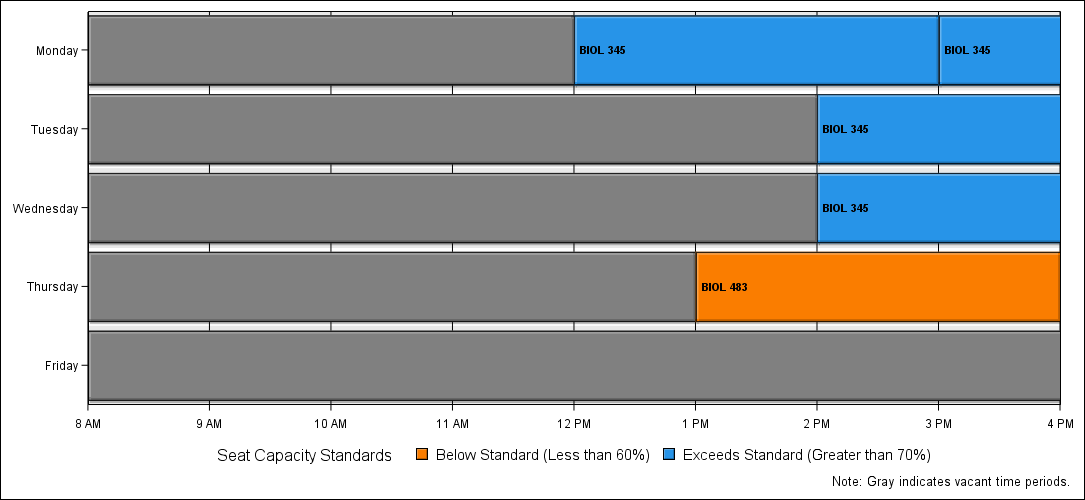 Monday
BIOL 345 BIOL 345
Tuesday
BIOL 345
Wednesday
BIOL 345
Thursday
BIOL 483
Friday
8 AM 9 AM 10 AM 11 AM 12 PM 1 PM 2 PM 3 PM 4 PM
Seat Capacity Standards Below Standard (Less than 60%) Exceeds Standard (Greater than 70%)
Note: Gray indicates vacant time periods.